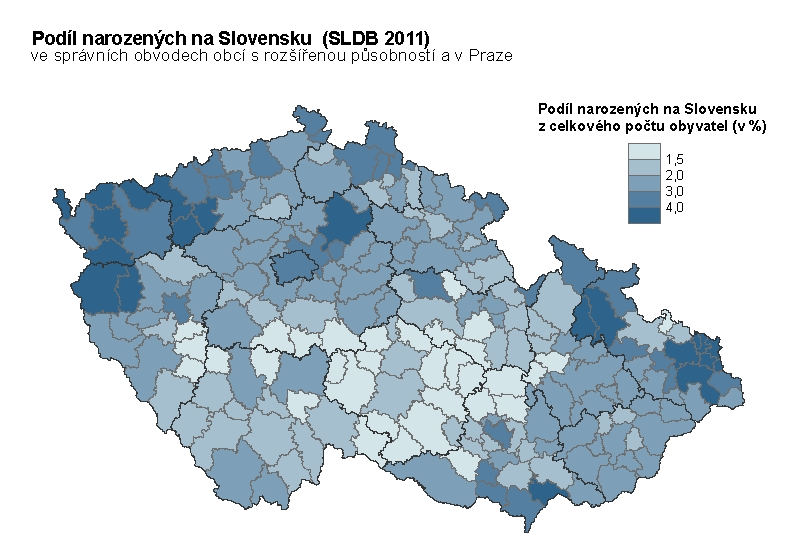 Podíl narozených na Slovensku (SLDB 2011)
ve správních obvodech obcí s rozšířenou působností a v Praze
Podíl narozených na Slovensku
z celkového počtu obyvatel (v %)
1,5
2,0
3,0
4,0